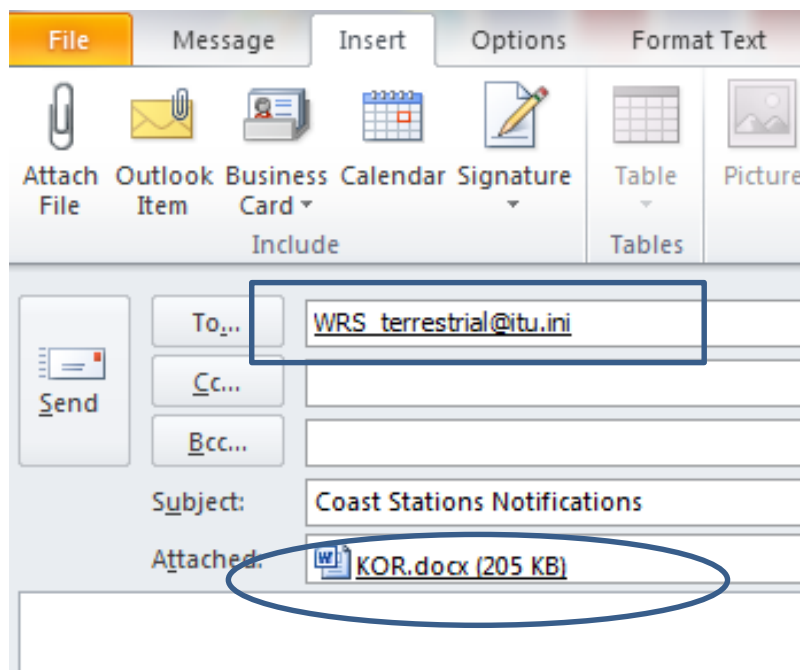 File Message Insert Options Format Text
Attach Outlook Business Calendar Signature Table Picture
File Item Card
Include Tables
To... WRS_terrestrial@itu.ini
Send
Cc...
Bcc...
Subject: Coast Stations Notifications
Attached: KOR.docx (205 KB)